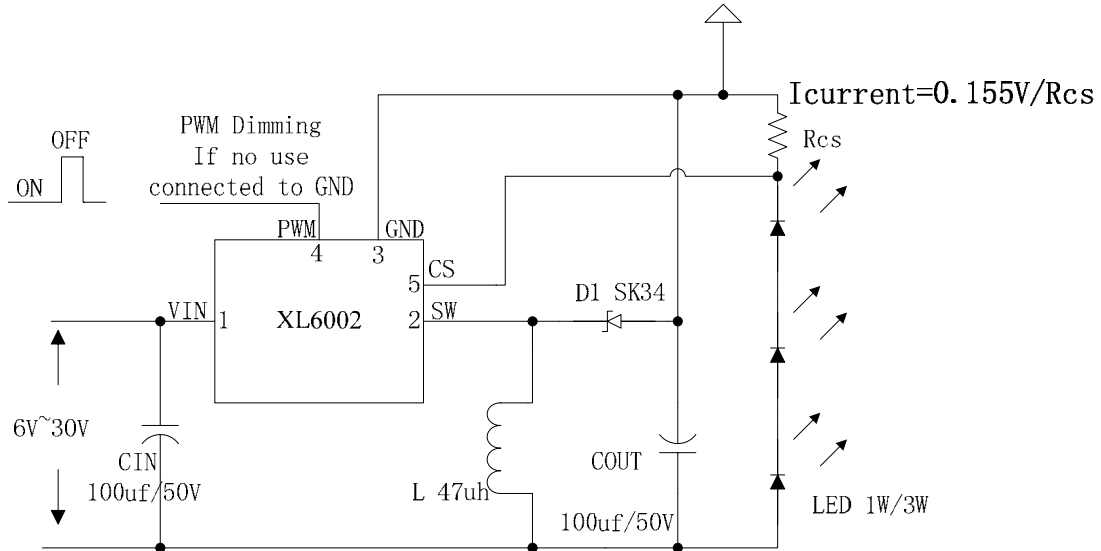 Icurrent=0.155V/Rcs
OFF
PWM Dimming
If no use
connected to GND
ON
Rcs
PWM
4
GND
3
CS
5
D1 SK34
VIN
1
XL6002
2
SW
6V~30V
CIN
100uf/50V
L 47uh
COUT
100uf/50V
LED 1W/3W